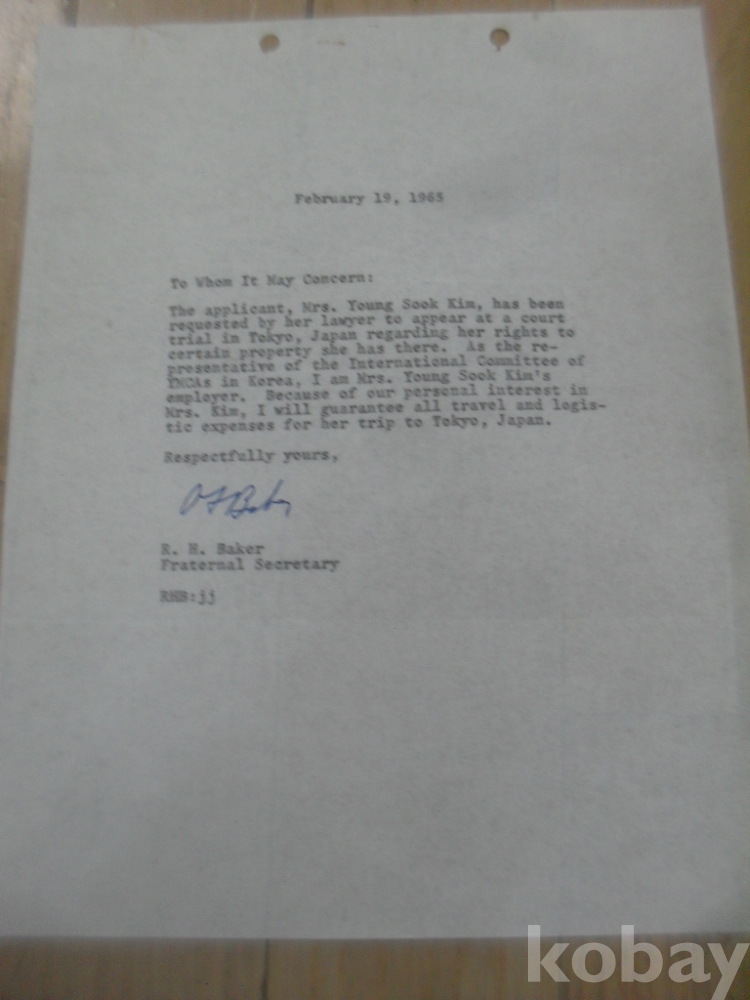 February 19, 1965
To Whom It May Concern:
The applicant, Mrs. Young Sook Kim, has been
requested by her lawyer to appear at a court
trial in Tokyo, Japan regarding her rights to
certain property she has there. As the re-
presentative of the International Committee of
YMCAs in Korea, I am Mrs. Young Sook Kim's
employer. Because of our personal interest in
Mrs. Kim, I will guarantee all travel and logis-
tic expenses for her trip to Tokyo, Japan.
Respectfully yours,
R. H. Baker
Fraternal Secretary
RHB:jj
kobay